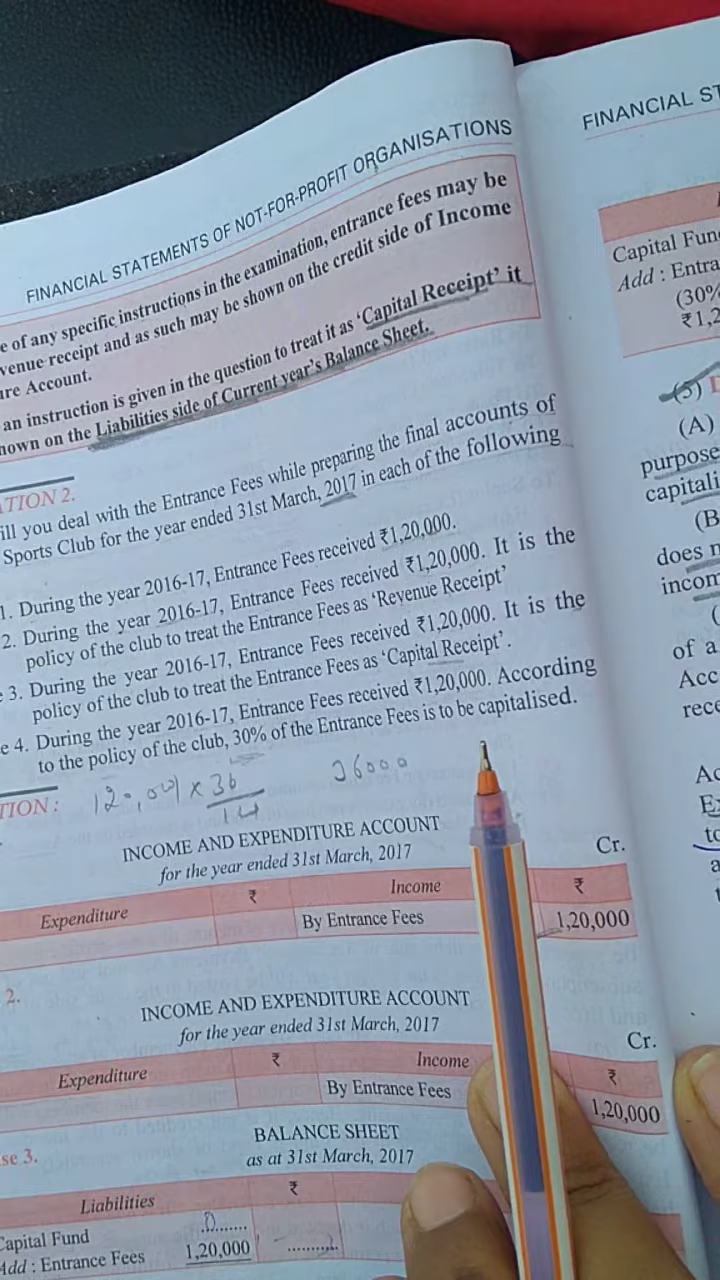 FINANCIAL STATEMENTS OF NOT-FOR-PROFIT ORGANISATIONS
e of any specific instructions in the examination, entrance fees may be
venue receipt and as such may be shown on the credit side of Income
ure Account.
an instruction is given in the question to treat it as ‘Capital Receipt’ it
hown on the Liabilities side of Current year’s Balance Sheet.
ATION 2.
ill you deal with the Entrance Fees while preparing the final accounts of
Sports Club for the year ended 31st March, 2017 in each of the following
1. During the year 2016-17, Entrance Fees received ₹1,20,000.
2. During the year 2016-17, Entrance Fees received ₹1,20,000. It is the
policy of the club to treat the Entrance Fees as ‘Revenue Receipt’
e 3. During the year 2016-17, Entrance Fees received ₹1,20,000. It is the
policy of the club to treat the Entrance Fees as ‘Capital Receipt’.
e 4. During the year 2016-17, Entrance Fees received ₹1,20,000. According
to the policy of the club, 30% of the Entrance Fees is to be capitalised.
TION :
36000
INCOME AND EXPENDITURE ACCOUNT
for the year ended 31st March, 2017
Cr.
Expenditure ₹ Income ₹
By Entrance Fees 1,20,000
2.
INCOME AND EXPENDITURE ACCOUNT
for the year ended 31st March, 2017
Cr.
Expenditure ₹ Income ₹
By Entrance Fees 1,20,000
se 3.
BALANCE SHEET
as at 31st March, 2017
Liabilities ₹
Capital Fund ........
Add : Entrance Fees 1,20,000 ..........
FINANCIAL ST
Capital Fun
Add : Entra
(30%
₹1,2
(3) D
(A)
purpose
capitali
(B
does n
incom
(
of a
Acc
rece
Ac
Ex
to
a